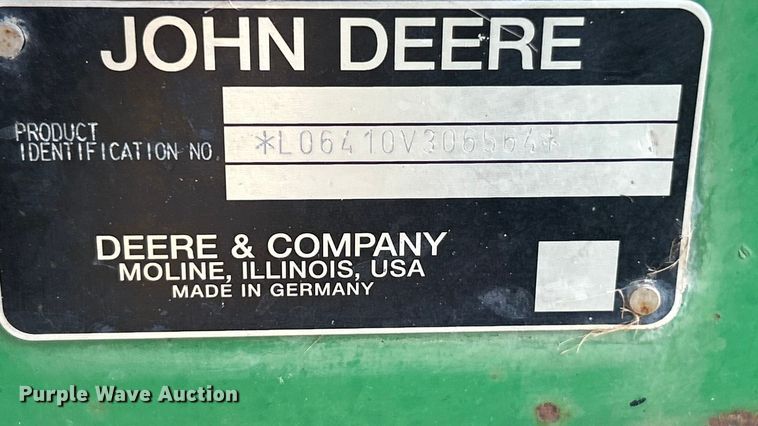 JOHN DEERE
PRODUCT
IDENTIFICATION NO.
*L06410V306564*
DEERE & COMPANY
MOLINE, ILLINOIS, USA
MADE IN GERMANY
Purple Wave Auction